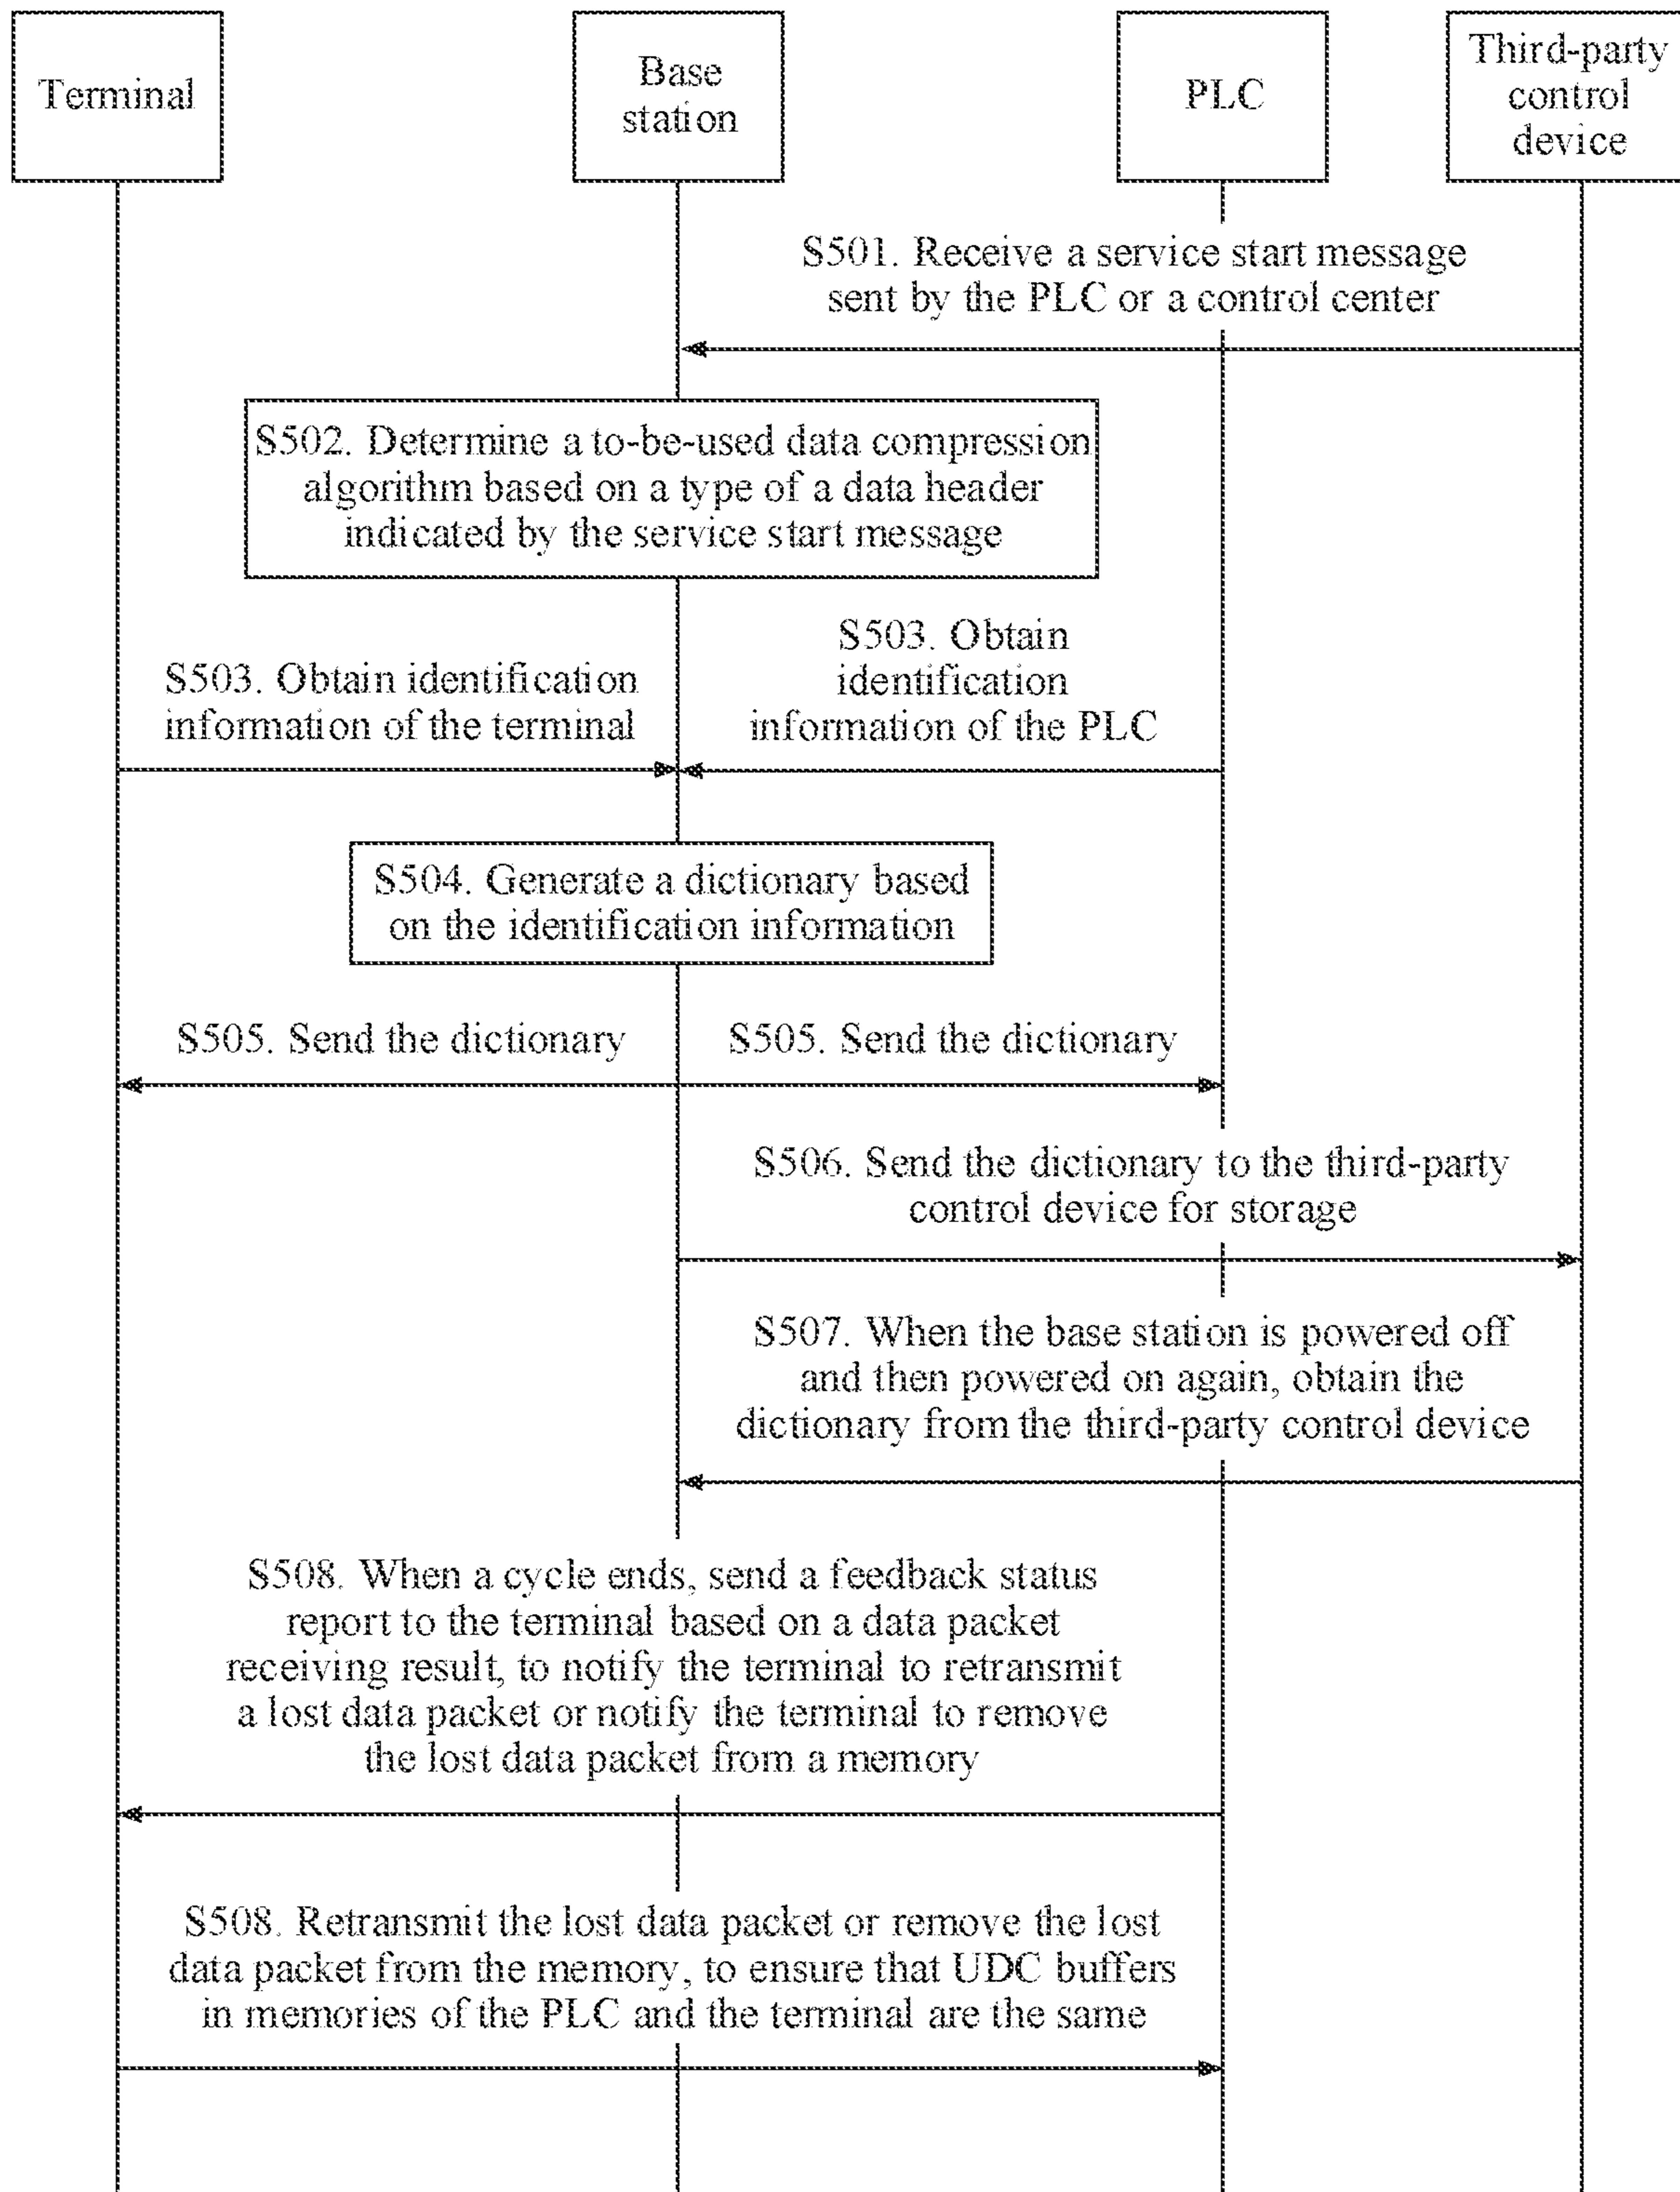 Terminal
Base
station
PLC
Third-party
control
device
S501. Receive a service start message
sent by the PLC or a control center
S502. Determine a to-be-used data compression
algorithm based on a type of a data header
indicated by the service start message
S503. Obtain identification
information of the terminal
S503. Obtain
identification
information of the PLC
S504. Generate a dictionary based
on the identification information
S505. Send the dictionary
S505. Send the dictionary
S506. Send the dictionary to the third-party
control device for storage
S507. When the base station is powered off
and then powered on again, obtain the
dictionary from the third-party control device
S508. When a cycle ends, send a feedback status
report to the terminal based on a data packet
receiving result, to notify the terminal to retransmit
a lost data packet or notify the terminal to remove
the lost data packet from a memory
S508. Retransmit the lost data packet or remove the lost
data packet from the memory, to ensure that UDC buffers
in memories of the PLC and the terminal are the same